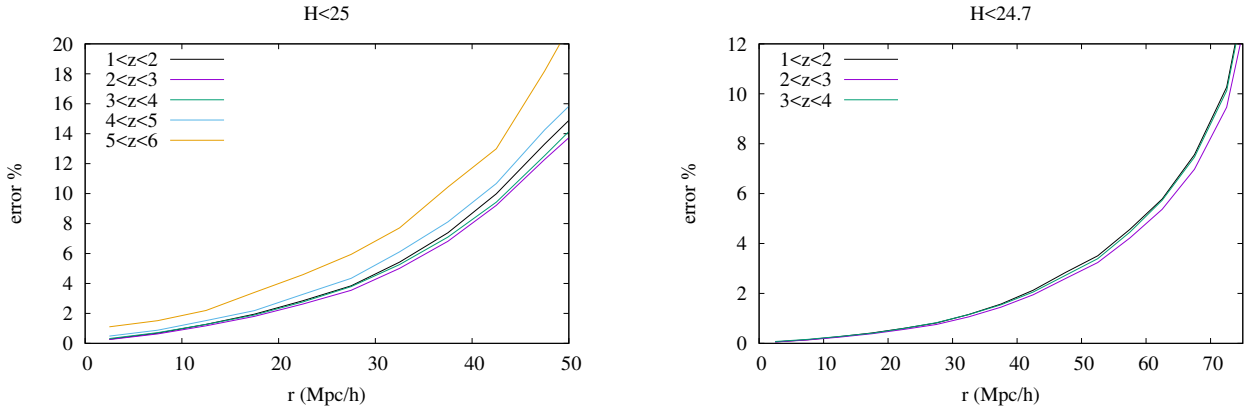 H<25
error %
20
18
16
14
12
10
8
6
4
2
0
1<z<2
2<z<3
3<z<4
4<z<5
5<z<6
0 10 20 30 40 50
r (Mpc/h)
H<24.7
error %
12
10
8
6
4
2
0
1<z<2
2<z<3
3<z<4
0 10 20 30 40 50 60 70
r (Mpc/h)